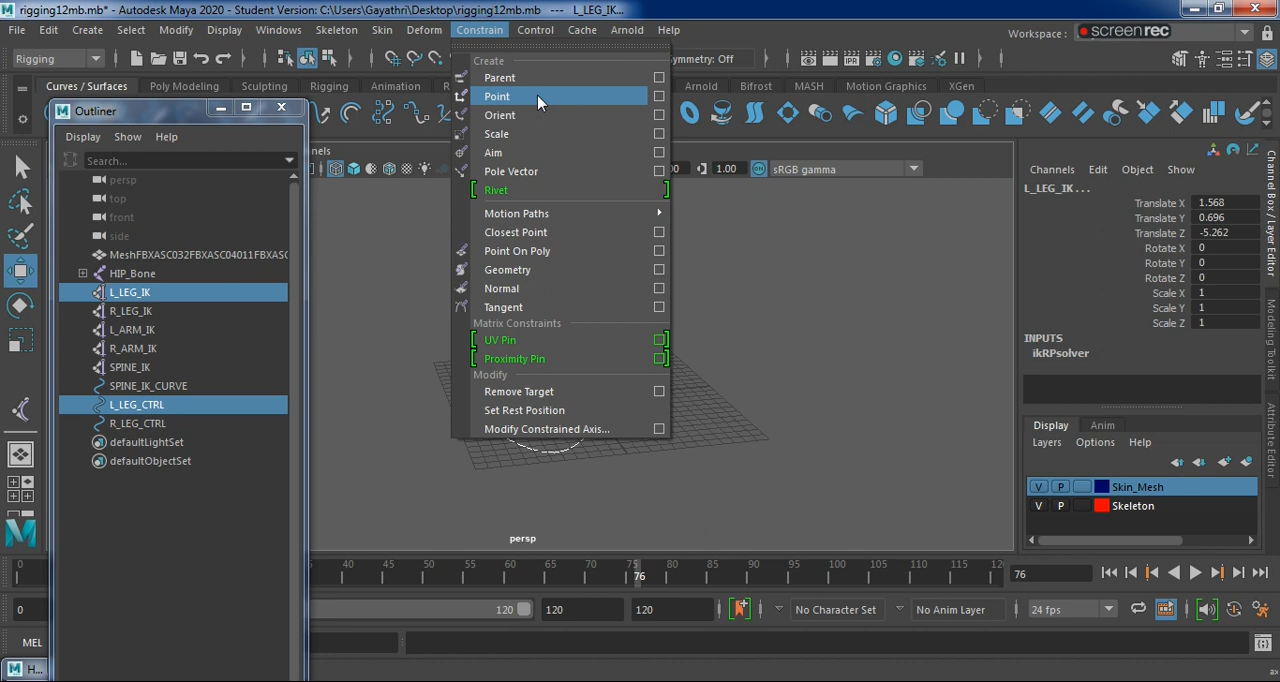 rigging12mb.mb* - Autodesk Maya 2020 - Student Version: C:\Users\Gayathri\Desktop\rigging12mb.mb --- L_LEG_IK...
File Edit Create Select Modify Display Windows Skeleton Skin Deform Constrain Control Cache Arnold Help
Workspace : screenrec
Rigging
ymmetry: Off
Curves / Surfaces Poly Modeling Sculpting Rigging Animation R Arnold Bifrost MASH Motion Graphics XGen
Outliner
Display Show Help
Search...
persp
top
front
side
MeshFBXASC032FBXASC04011FBXASC
HIP_Bone
L_LEG_IK
R_LEG_IK
L_ARM_IK
R_ARM_IK
SPINE_IK
SPINE_IK_CURVE
L_LEG_CTRL
R_LEG_CTRL
defaultLightSet
defaultObjectSet
nels
00 1.00 sRGB gamma
Create
Parent
Point
Orient
Scale
Aim
Pole Vector
Rivet
Motion Paths
Closest Point
Point On Poly
Geometry
Normal
Tangent
Matrix Constraints
UV Pin
Proximity Pin
Modify
Remove Target
Set Rest Position
Modify Constrained Axis...
persp
Channels Edit Object Show
L_LEG_IK . . .
Translate X 1.568
Translate Y 0.696
Translate Z -5.262
Rotate X 0
Rotate Y 0
Rotate Z 0
Scale X 1
Scale Y 1
Scale Z 1
INPUTS
ikRPsolver
Display Anim
Layers Options Help
V P Skin_Mesh
V P Skeleton
Channel Box / Layer Editor
Modeling Toolkit
Attribute Editor
0 5 40 45 50 55 60 65 70 75 80 85 90 95 100 105 110 115 12
76
76
0 120 120 120 No Character Set No Anim Layer 24 fps
MEL
H...